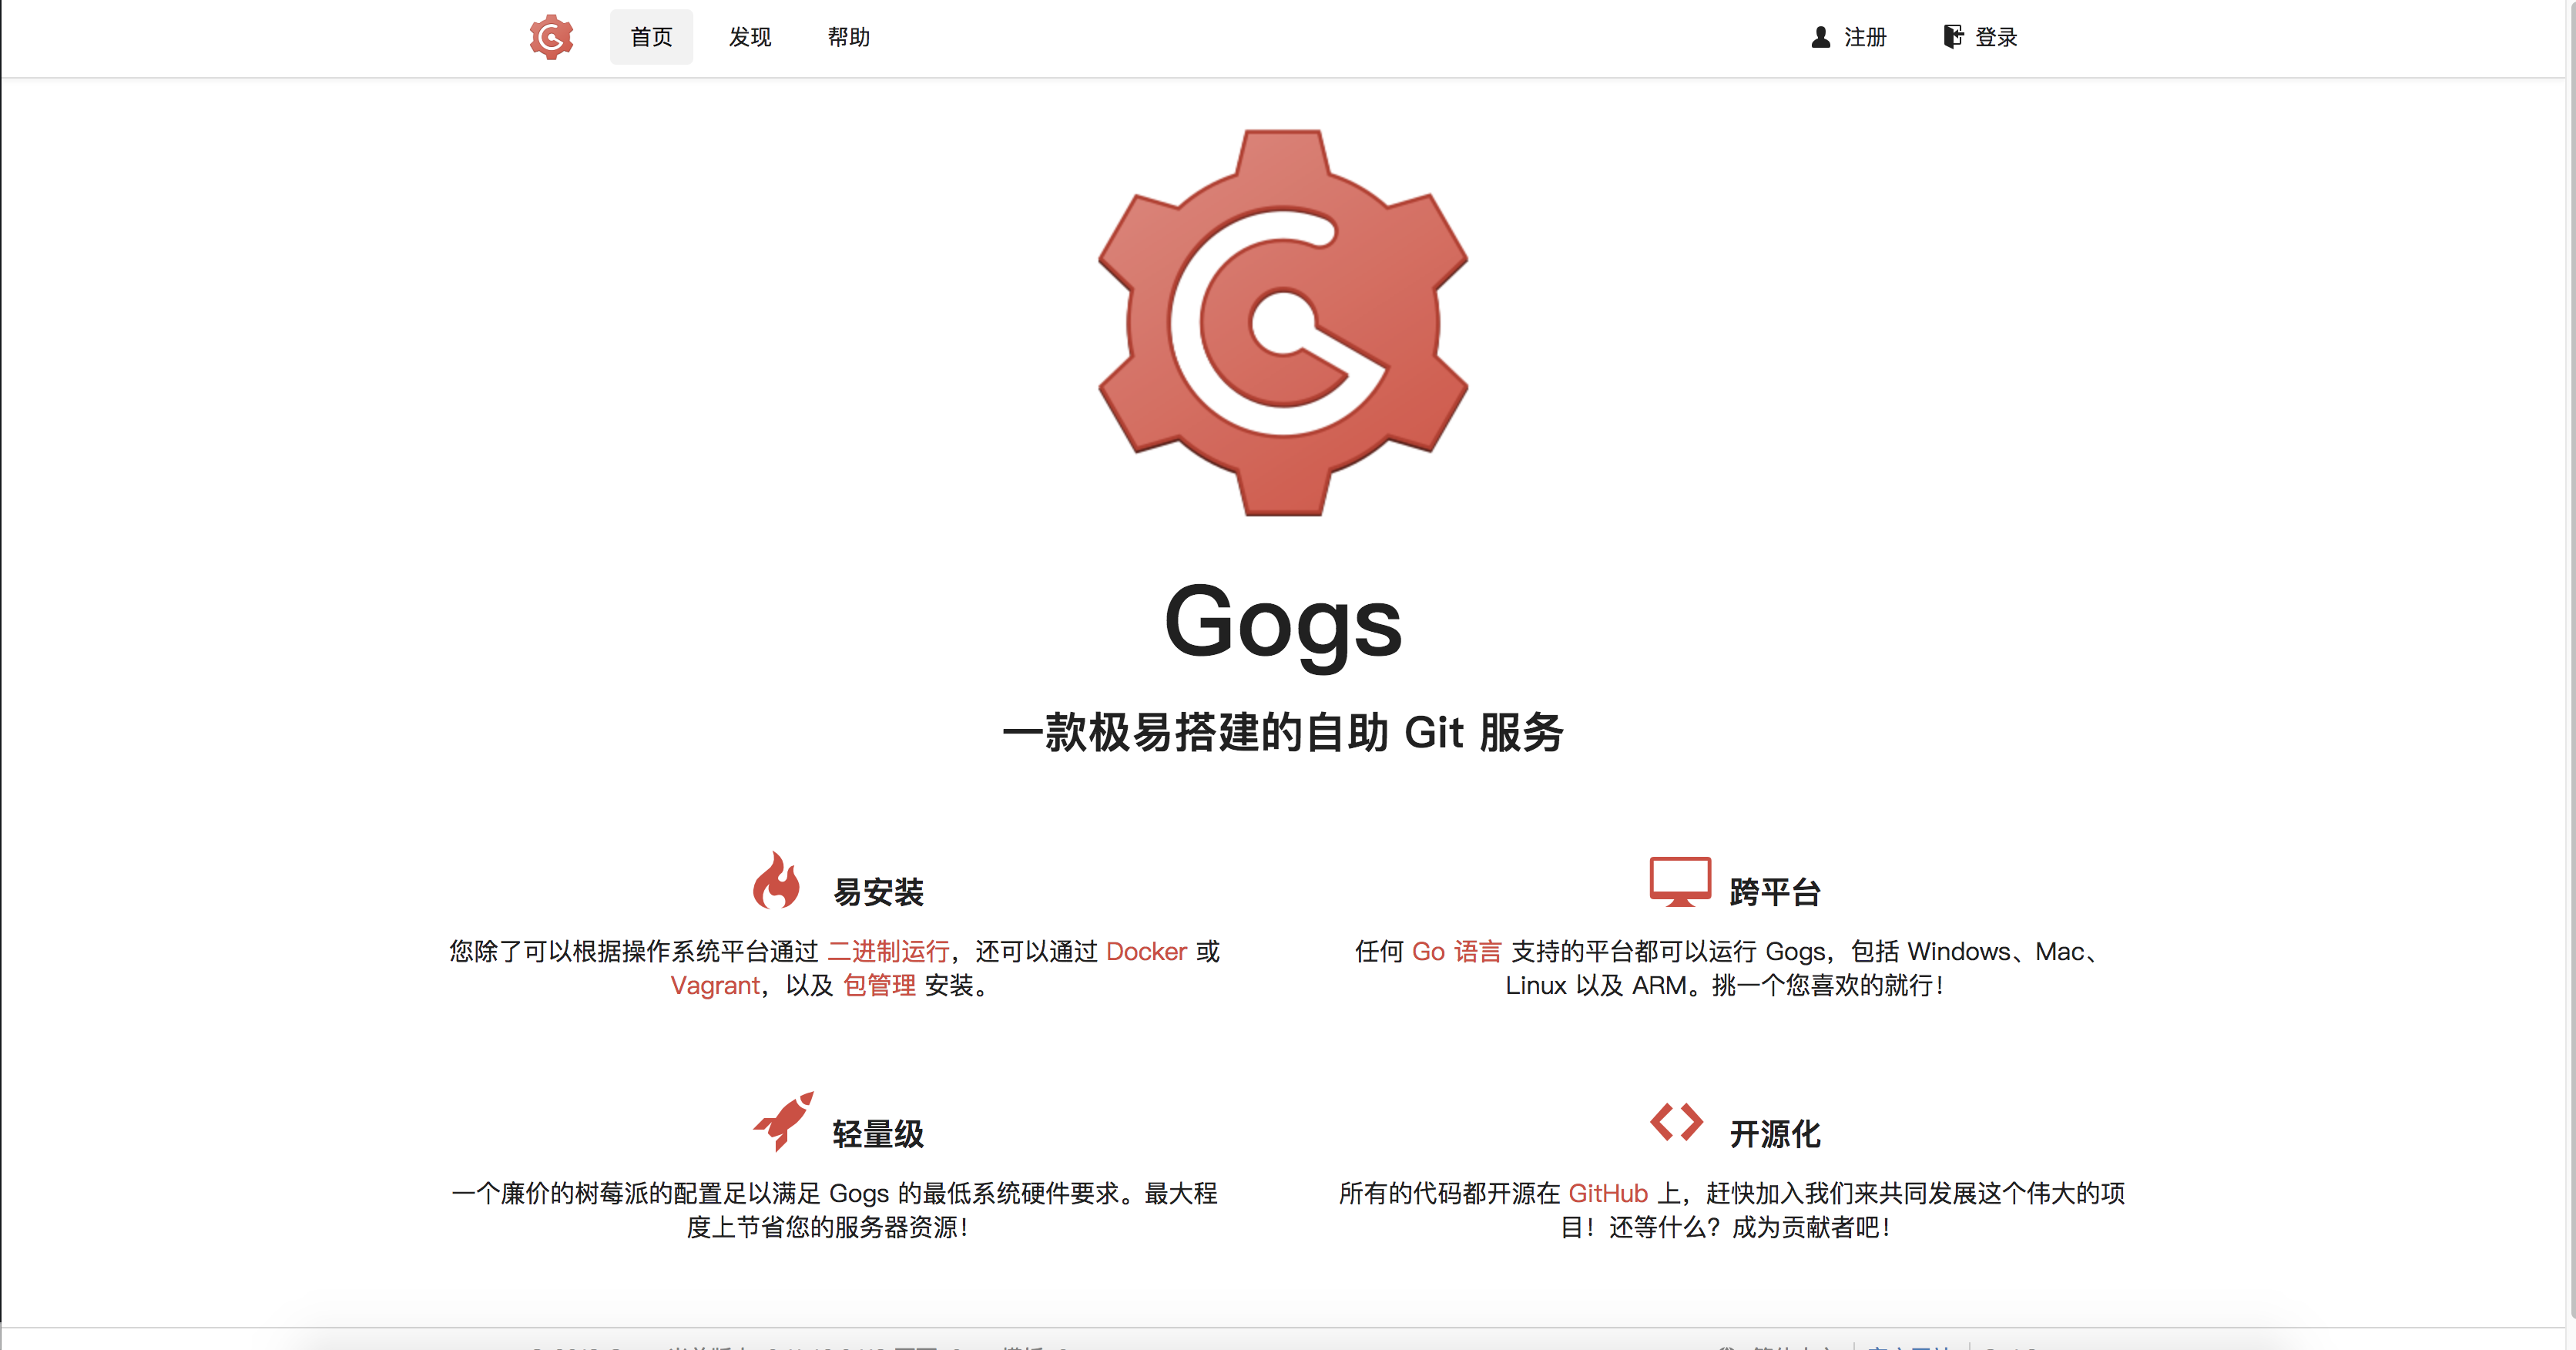 首页 发现 帮助 注册 登录
Gogs
一款极易搭建的自助 Git 服务
易安装
您除了可以根据操作系统平台通过 二进制运行，还可以通过 Docker 或
Vagrant，以及 包管理 安装。
跨平台
任何 Go 语言 支持的平台都可以运行 Gogs，包括 Windows、Mac、
Linux 以及 ARM。挑一个您喜欢的就行！
轻量级
一个廉价的树莓派的配置足以满足 Gogs 的最低系统硬件要求。最大程
度上节省您的服务器资源！
开源化
所有的代码都开源在 GitHub 上，赶快加入我们来共同发展这个伟大的项
目！还等什么？成为贡献者吧！